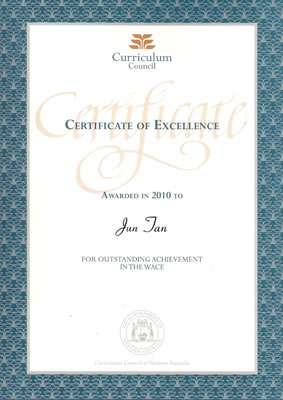 Curriculum
Council
Certificate
CERTIFICATE OF EXCELLENCE
AWARDED IN 2010 TO
Jun Tan
FOR OUTSTANDING ACHIEVEMENT
IN THE WACE
Curriculum Council of Western Australia